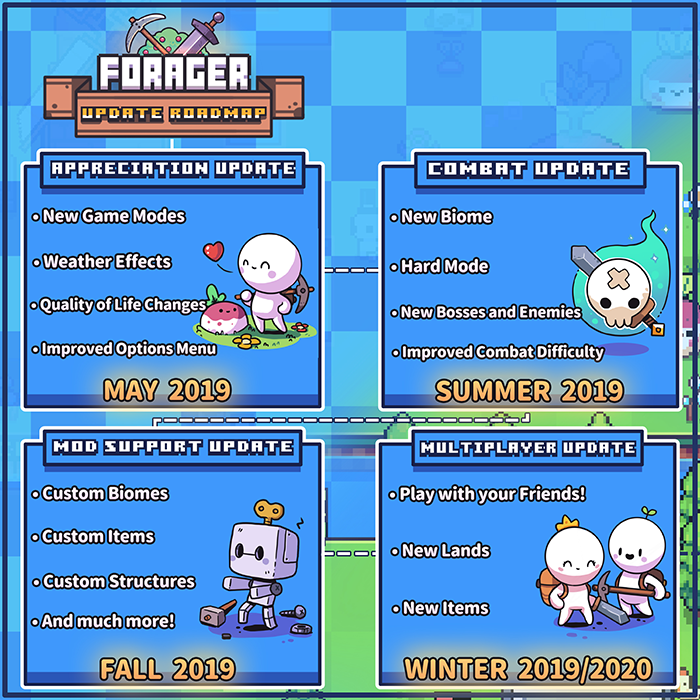 FORAGER
UPDATE ROADMAP
APPRECIATION UPDATE
• New Game Modes
• Weather Effects
• Quality of Life Changes
• Improved Options Menu
MAY 2019
COMBAT UPDATE
• New Biome
• Hard Mode
• New Bosses and Enemies
• Improved Combat Difficulty
SUMMER 2019
MOD SUPPORT UPDATE
• Custom Biomes
• Custom Items
• Custom Structures
• And much more!
FALL 2019
z
MULTIPLAYER UPDATE
• Play with your Friends!
• New Lands
• New Items
WINTER 2019/2020